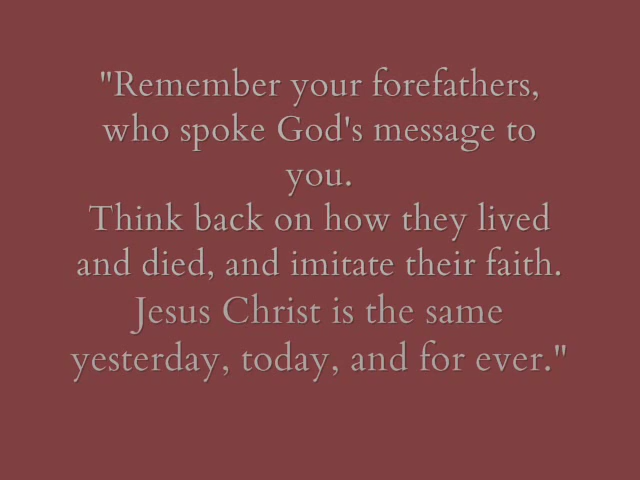 "Remember your forefathers,
who spoke God's message to
you.
Think back on how they lived
and died, and imitate their faith.
Jesus Christ is the same
yesterday, today, and for ever."